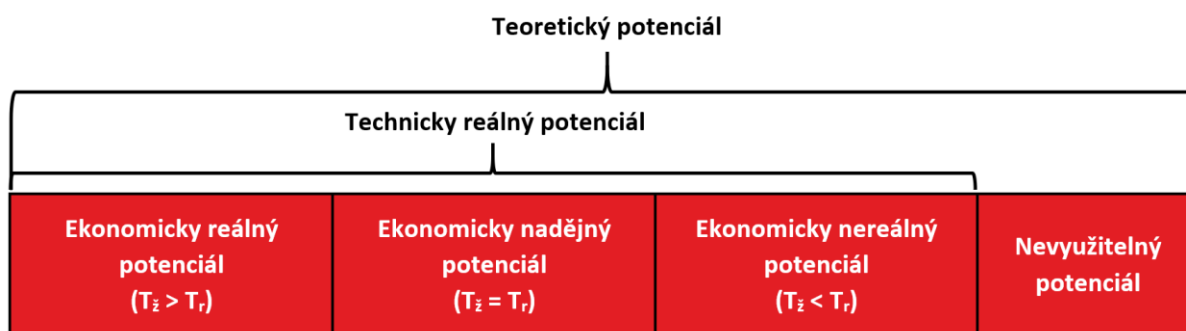 Teoretický potenciál
Technicky reálný potenciál
Ekonomicky reálný
potenciál
(Tž > Tr)
Ekonomicky nadějný
potenciál
(Tž = Tr)
Ekonomicky nereálný
potenciál
(Tž < Tr)
Nevyužitelný
potenciál